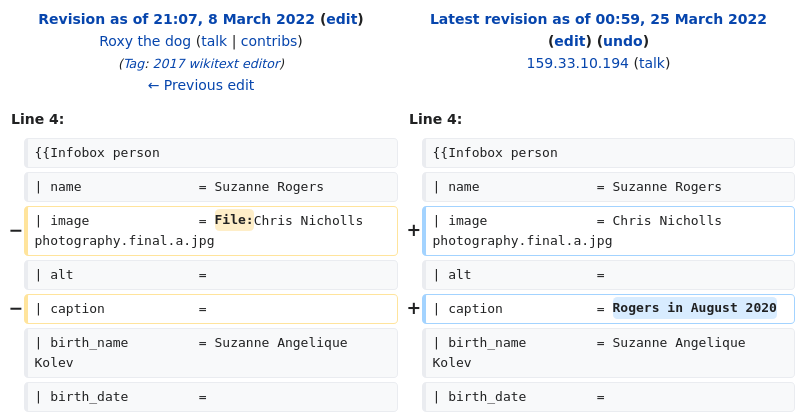 Revision as of 21:07, 8 March 2022 (edit)
Roxy the dog (talk | contribs)
(Tag: 2017 wikitext editor)
← Previous edit
Latest revision as of 00:59, 25 March 2022
(edit) (undo)
159.33.10.194 (talk)
Line 4:
{{Infobox person
| name = Suzanne Rogers
− | image = File:Chris Nicholls
photography.final.a.jpg
| alt =
− | caption =
| birth_name = Suzanne Angelique
Kolev
| birth_date =
Line 4:
{{Infobox person
| name = Suzanne Rogers
+ | image = Chris Nicholls
photography.final.a.jpg
| alt =
+ | caption = Rogers in August 2020
| birth_name = Suzanne Angelique
Kolev
| birth_date =